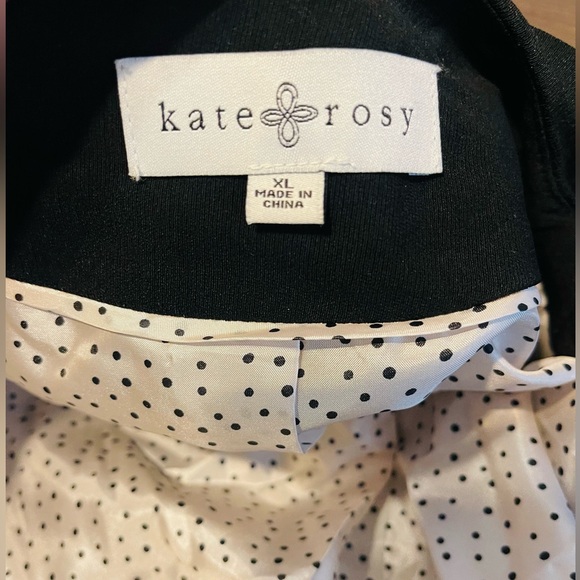 kate rosy
XL
MADE IN
CHINA